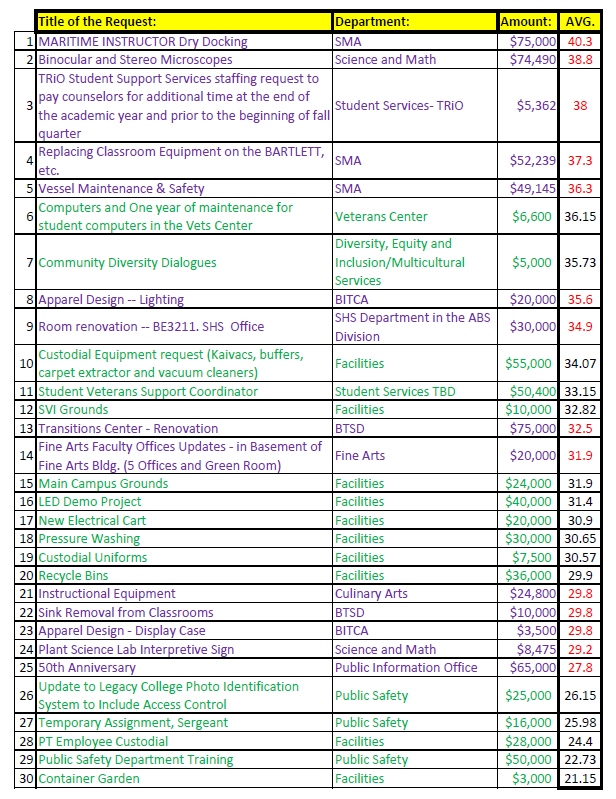 Title of the Request: Department: Amount: AVG.
1 MARITIME INSTRUCTOR Dry Docking SMA $75,000 40.3
2 Binocular and Stereo Microscopes Science and Math $74,490 38.8
TRiO Student Support Services staffing request to
pay counselors for additional time at the end of
3 the academic year and prior to the beginning of fall Student Services- TRiO $5,362 38
quarter
Replacing Classroom Equipment on the BARTLETT,
4 etc. SMA $52,239 37.3
5 Vessel Maintenance & Safety SMA $49,145 36.3
Computers and One year of maintenance for
6 student computers in the Vets Center Veterans Center $6,600 36.15
Diversity, Equity and
7 Community Diversity Dialogues Inclusion/Multicultural $5,000 35.73
Services
8 Apparel Design -- Lighting BITCA $20,000 35.6
SHS Department in the ABS
9 Room renovation -- BE3211. SHS Office Division $30,000 34.9
Custodial Equipment request (Kaivacs, buffers,
10 carpet extractor and vacuum cleaners) Facilities $55,000 34.07
11 Student Veterans Support Coordinator Student Services TBD $50,400 33.15
12 SVI Grounds Facilities $10,000 32.82
13 Transitions Center - Renovation BTSD $75,000 32.5
Fine Arts Faculty Offices Updates - in Basement of
14 Fine Arts Bldg. (5 Offices and Green Room) Fine Arts $20,000 31.9
15 Main Campus Grounds Facilities $24,000 31.9
16 LED Demo Project Facilities $40,000 31.4
17 New Electrical Cart Facilities $20,000 30.9
18 Pressure Washing Facilities $30,000 30.65
19 Custodial Uniforms Facilities $7,500 30.57
20 Recycle Bins Facilities $36,000 29.9
21 Instructional Equipment Culinary Arts $24,800 29.8
22 Sink Removal from Classrooms BTSD $10,000 29.8
23 Apparel Design - Display Case BITCA $3,500 29.8
24 Plant Science Lab Interpretive Sign Science and Math $8,475 29.2
25 50th Anniversary Public Information Office $65,000 27.8
Update to Legacy College Photo Identification
26 System to Include Access Control Public Safety $25,000 26.15
27 Temporary Assignment, Sergeant Public Safety $16,000 25.98
28 PT Employee Custodial Facilities $28,000 24.4
29 Public Safety Department Training Public Safety $50,000 22.73
30 Container Garden Facilities $3,000 21.15